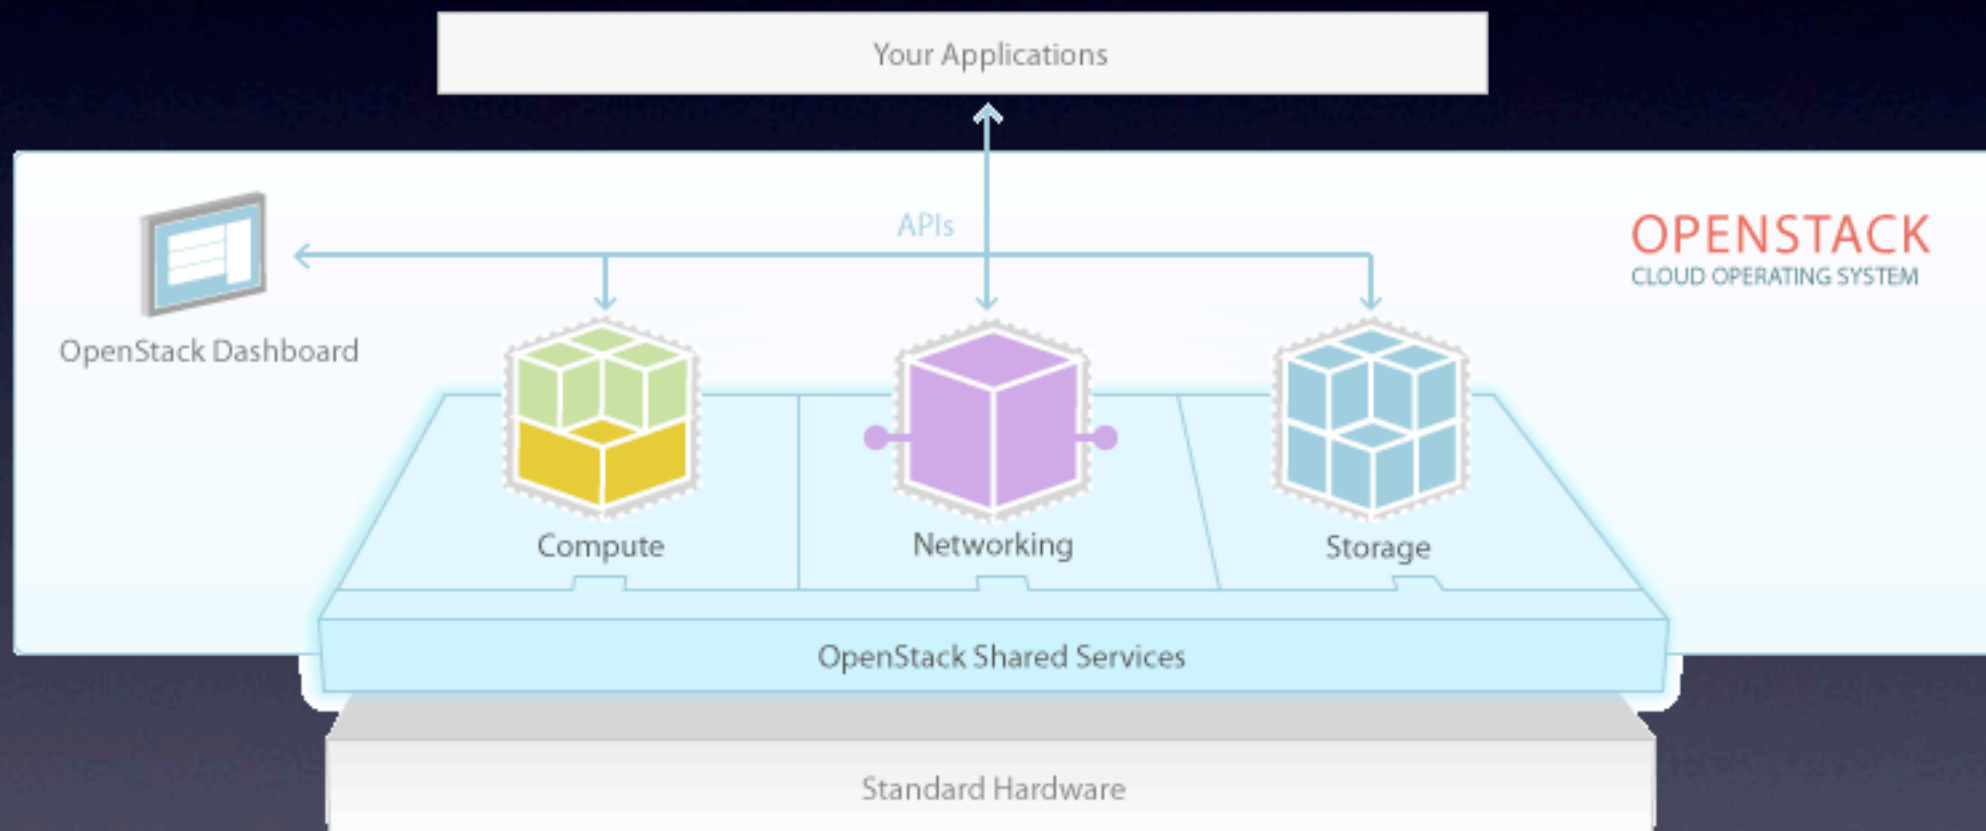 Your Applications
APIs
OPENSTACK
CLOUD OPERATING SYSTEM
OpenStack Dashboard
Compute
Networking
Storage
OpenStack Shared Services
Standard Hardware